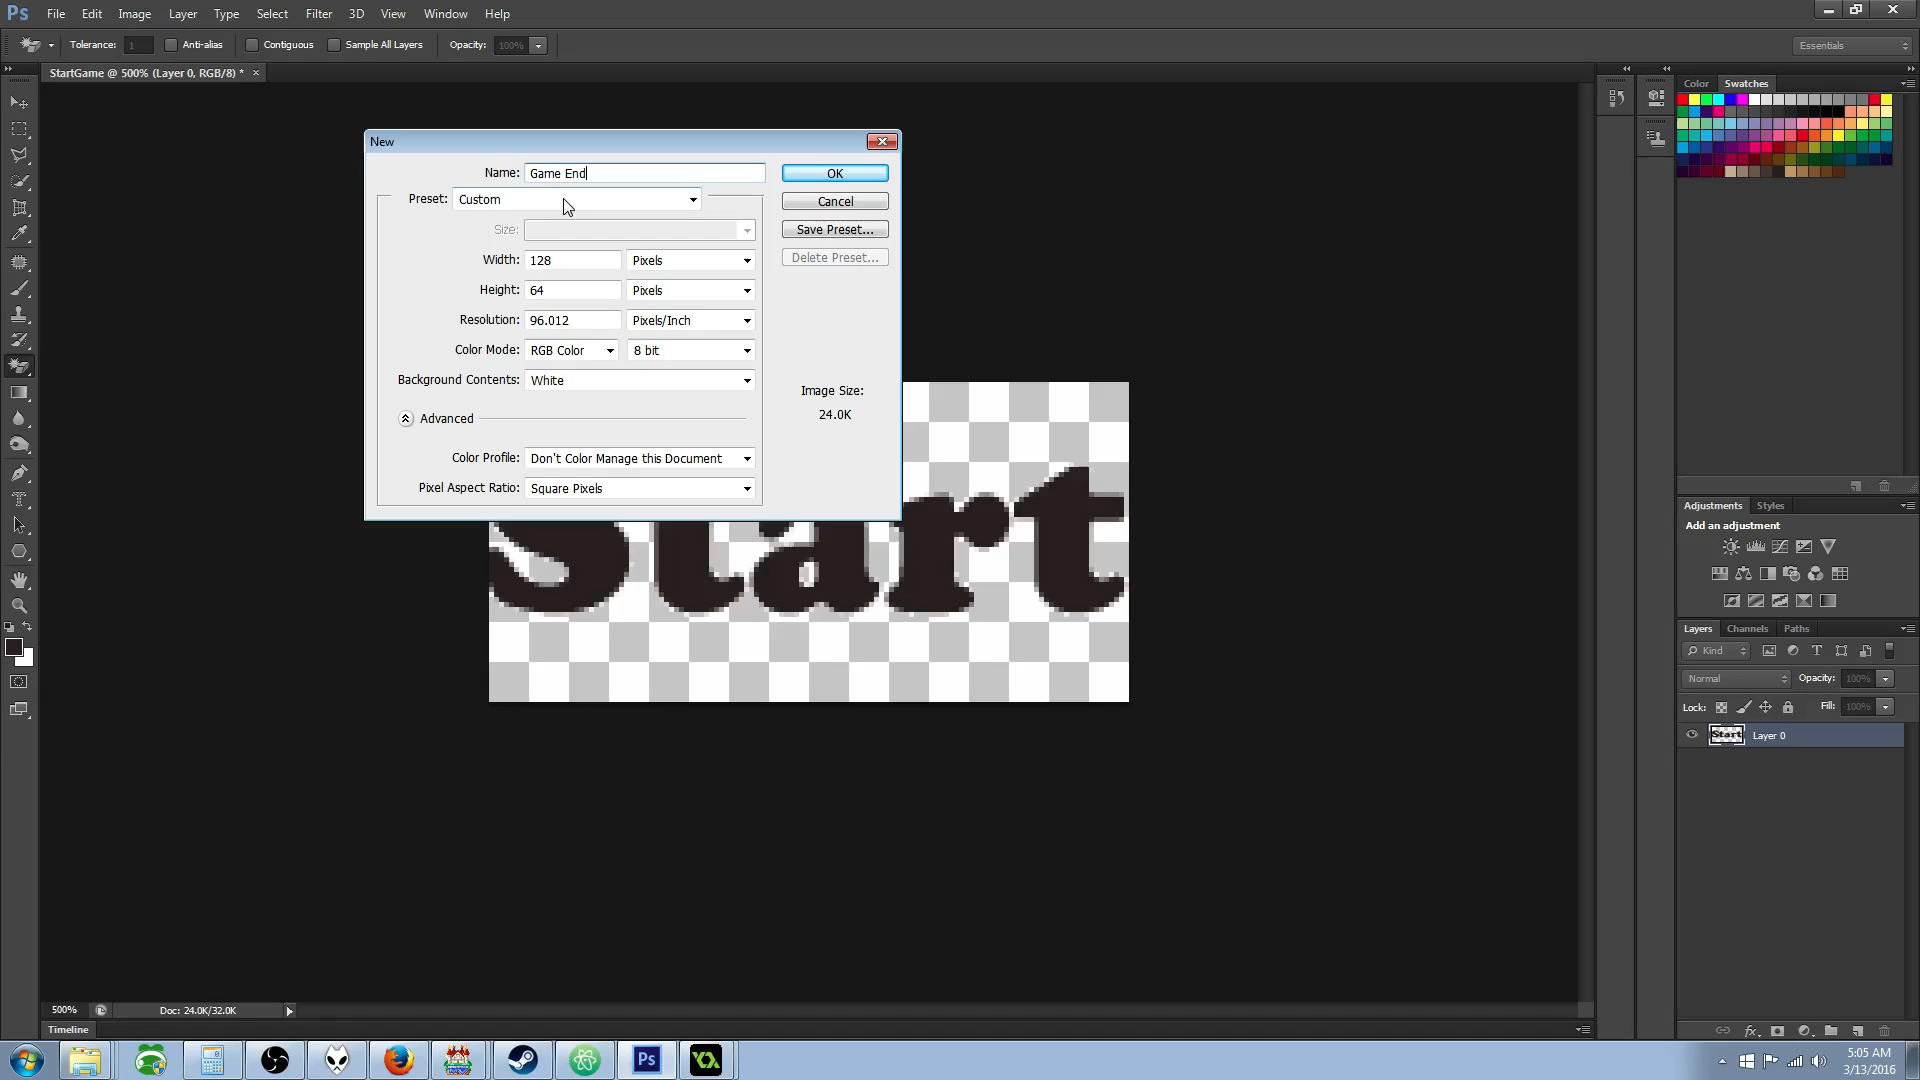 Ps File Edit Image Layer Type Select Filter 3D View Window Help
Tolerance: 1 Anti-alias Contiguous Sample All Layers Opacity: 100% Essentials
StartGame @ 500% (Layer 0, RGB/8) * ×
Color Swatches
New
Name: Game End OK
Preset: Custom Cancel
Size: Save Preset...
Width: 128 Pixels Delete Preset...
Height: 64 Pixels
Resolution: 96.012 Pixels/Inch
Color Mode: RGB Color 8 bit
Background Contents: White
Image Size:
24.0K
Advanced
Color Profile: Don't Color Manage this Document
Pixel Aspect Ratio: Square Pixels
Start
Adjustments Styles
Add an adjustment
Layers Channels Paths
Kind
Normal Opacity: 100%
Lock: Fill: 100%
Start Layer 0
500% Doc: 24.0K/32.0K
Timeline
Ps
5:05 AM
3/13/2016